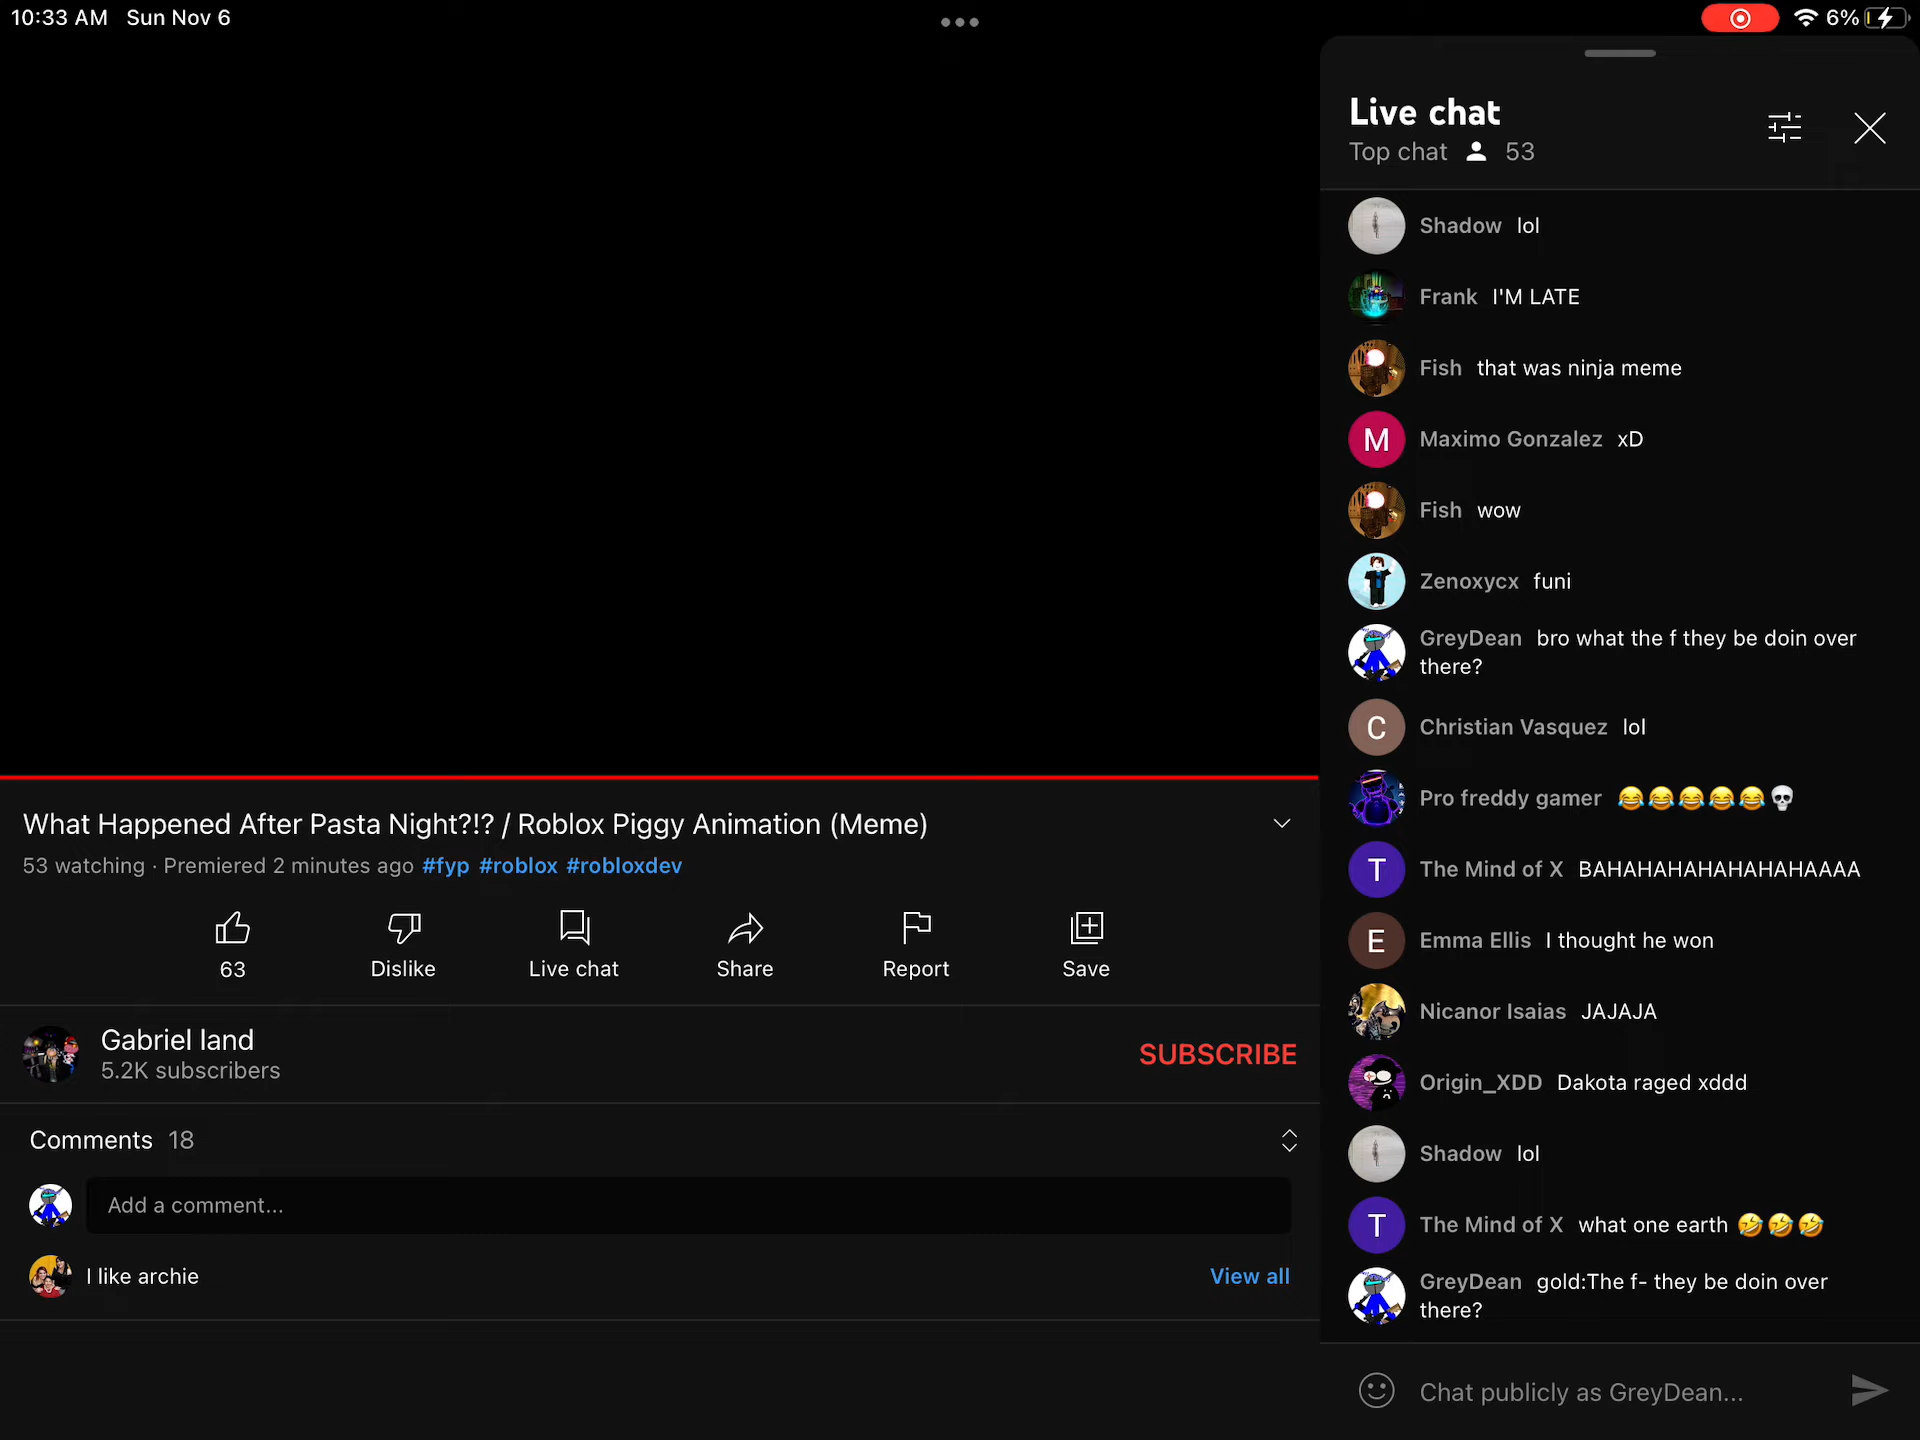 10:33 AM Sun Nov 6
6%
Live chat
Top chat 53
Shadow lol
Frank I'M LATE
Fish that was ninja meme
M Maximo Gonzalez xD
Fish wow
Zenoxycx funi
GreyDean bro what the f they be doin over
there?
C Christian Vasquez lol
Pro freddy gamer 😂😂😂😂😂💀
T The Mind of X BAHAHAHAHAHAHAHAAAA
E Emma Ellis I thought he won
Nicanor Isaias JAJAJA
Origin_XDD Dakota raged xddd
Shadow lol
T The Mind of X what one earth 🤣🤣🤣
GreyDean gold:The f- they be doin over
there?
Chat publicly as GreyDean...
What Happened After Pasta Night?!? / Roblox Piggy Animation (Meme)
53 watching · Premiered 2 minutes ago #fyp #roblox #robloxdev
63 Dislike Live chat Share Report Save
Gabriel land
5.2K subscribers
SUBSCRIBE
Comments 18
Add a comment...
I like archie
View all